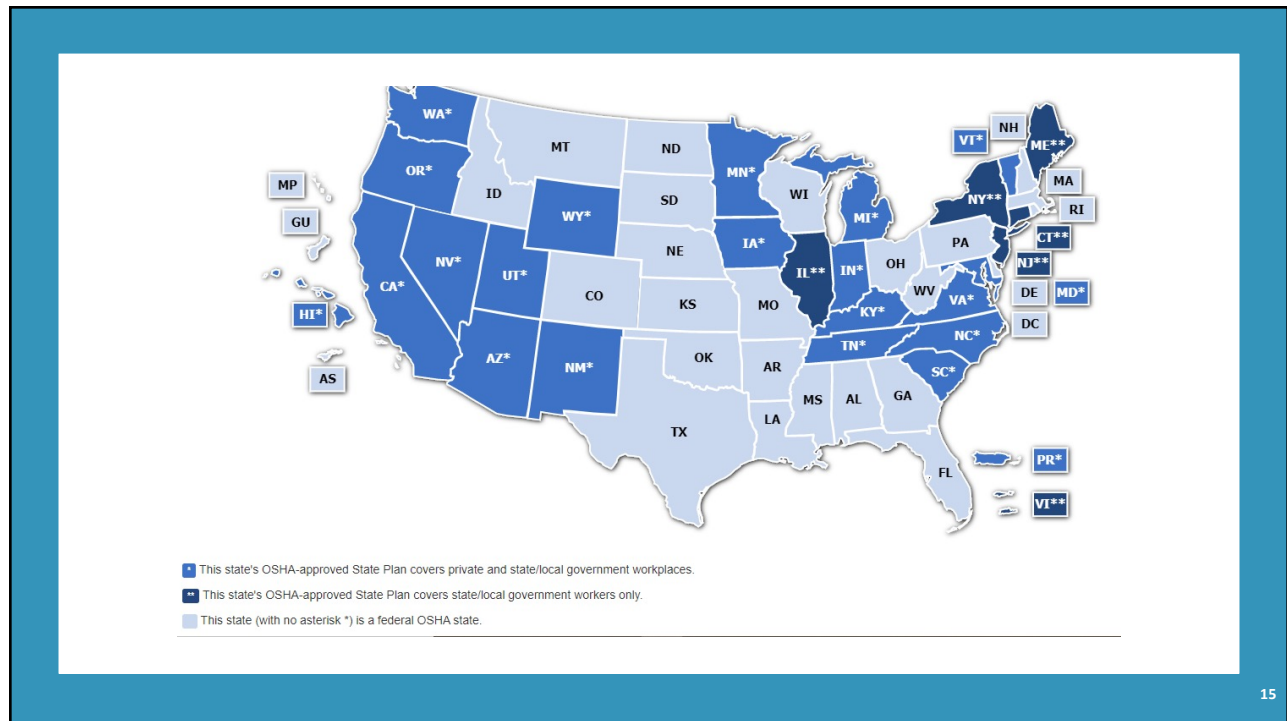 WA*
MT
ND
MN*
VT*
NH
ME**
OR*
ID
SD
WI
MI*
NY**
MA
MP
WY*
RI
GU
NE
IA*
PA
CT**
NV*
UT*
IL**
IN*
OH
NJ**
CA*
CO
KS
MO
WV
VA*
DE
MD*
HI*
KY*
DC
TN*
NC*
AZ*
NM*
OK
AR
SC*
AS
MS
AL
GA
TX
LA
FL
PR*
VI**
* This state's OSHA-approved State Plan covers private and state/local government workplaces.
** This state's OSHA-approved State Plan covers state/local government workers only.
This state (with no asterisk *) is a federal OSHA state.
15